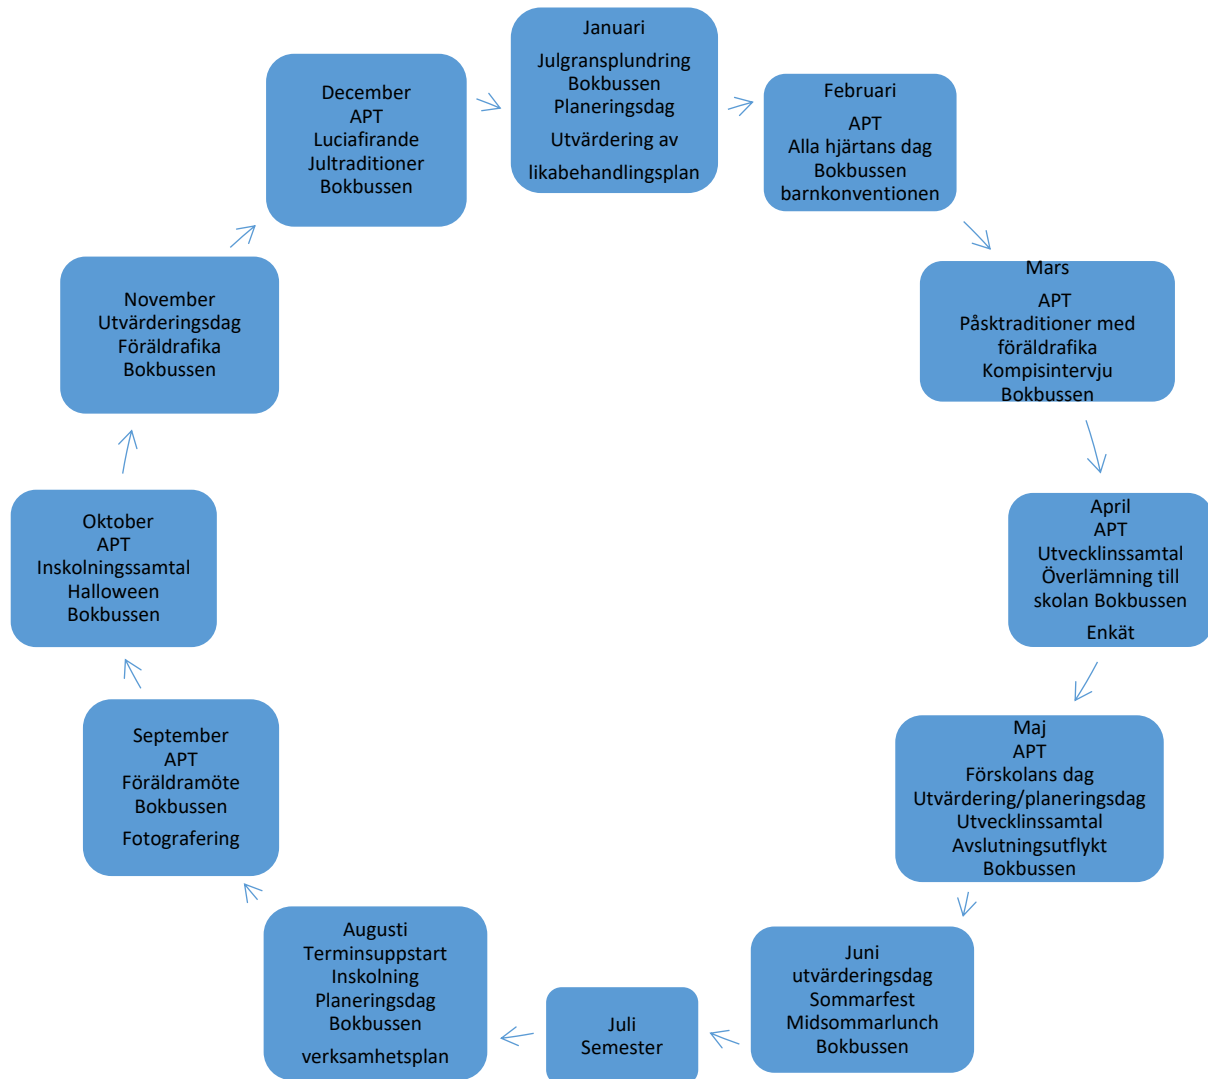 Januari
Julgransplundring
Bokbussen
Planeringsdag
Utvärdering av
likabehandlingsplan
Februari
APT
Alla hjärtans dag
Bokbussen
barnkonventionen
Mars
APT
Påsktraditioner med
föräldrafika
Kompisintervju
Bokbussen
April
APT
Utvecklinssamtal
Överlämning till
skolan Bokbussen
Enkät
Maj
APT
Förskolans dag
Utvärdering/planeringsdag
Utvecklinssamtal
Avslutningsutflykt
Bokbussen
Juni
utvärderingsdag
Sommarfest
Midsommarlunch
Bokbussen
Juli
Semester
Augusti
Terminsuppstart
Inskolning
Planeringsdag
Bokbussen
verksamhetsplan
September
APT
Föräldramöte
Bokbussen
Fotografering
Oktober
APT
Inskolningssamtal
Halloween
Bokbussen
November
Utvärderingsdag
Föräldrafika
Bokbussen
December
APT
Luciafirande
Jultraditioner
Bokbussen